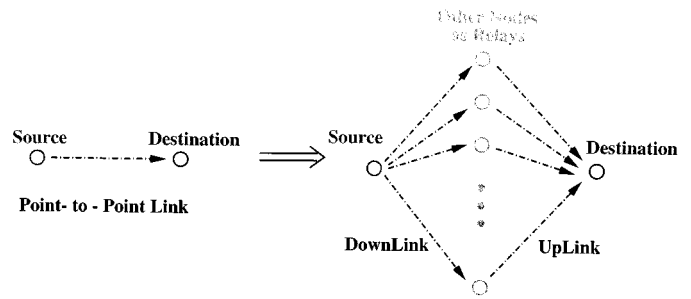 Other Nodes
as Relays
Source
Destination
Point- to - Point Link
Source
Destination
DownLink
UpLink